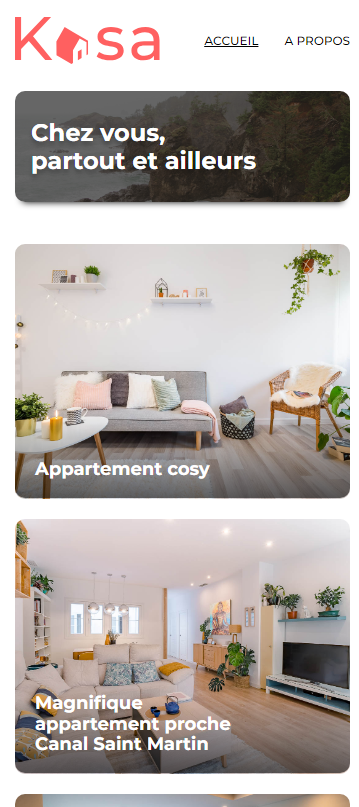 Kasa
ACCUEIL
A PROPOS
Chez vous,
partout et ailleurs
Appartement cosy
Magnifique
appartement proche
Canal Saint Martin